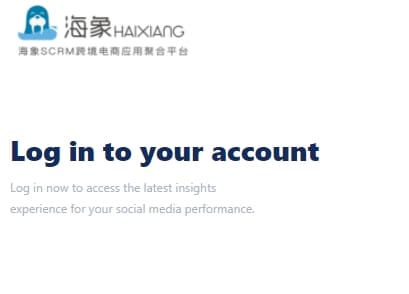 海象HAIXIANG
海象SCRM跨境电商应用聚合平台
Log in to your account
Log in now to access the latest insights
experience for your social media performance.